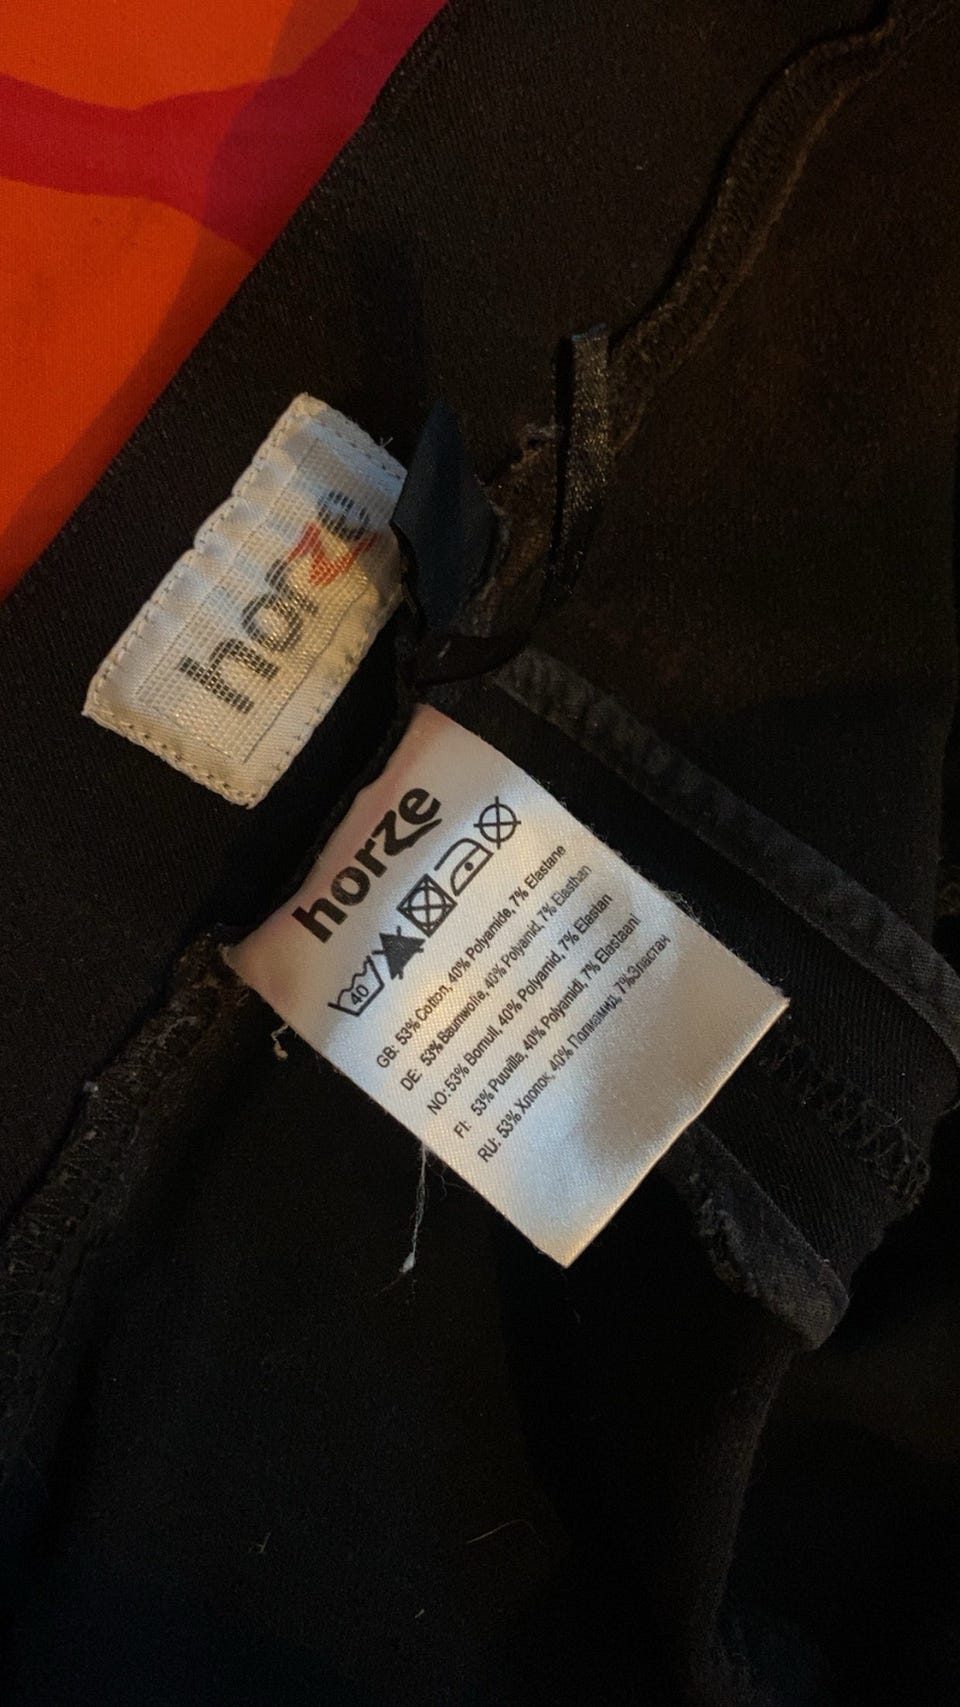 horze
horze
40
GB: 53% Cotton, 40% Polyamide, 7% Elastane
DE: 53% Baumwolle, 40% Polyamid, 7% Elasthan
NO: 53% Bomull, 40% Polyamid, 7% Elastan
FI: 53% Puuvilla, 40% Polyamidi, 7% Elastaani
RU: 53% Хлопок, 40% Полиамид, 7%Эластан